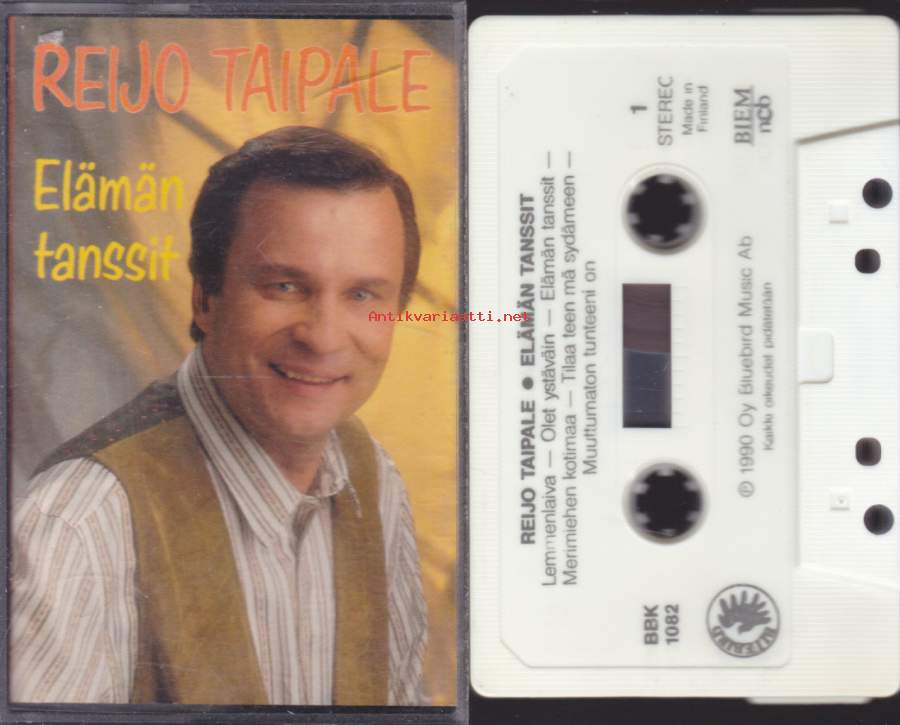 REIJO TAIPALE
Elämän
tanssit
Antikvariaatti.net
REIJO TAIPALE ● ELÄMÄN TANSSIT
Lemmenlaiva — Olet ystäväin — Elämän tanssit —
Merimiehen kotimaa — Tilaa teen mä sydämeen —
Muuttumaton tunteeni on
1
STEREO
Made in
Finland
BIEM
ncb
BBK
1082
℗ 1990 Oy Bluebird Music Ab
Kaikki oikeudet pidätetään
BLUEBIRD